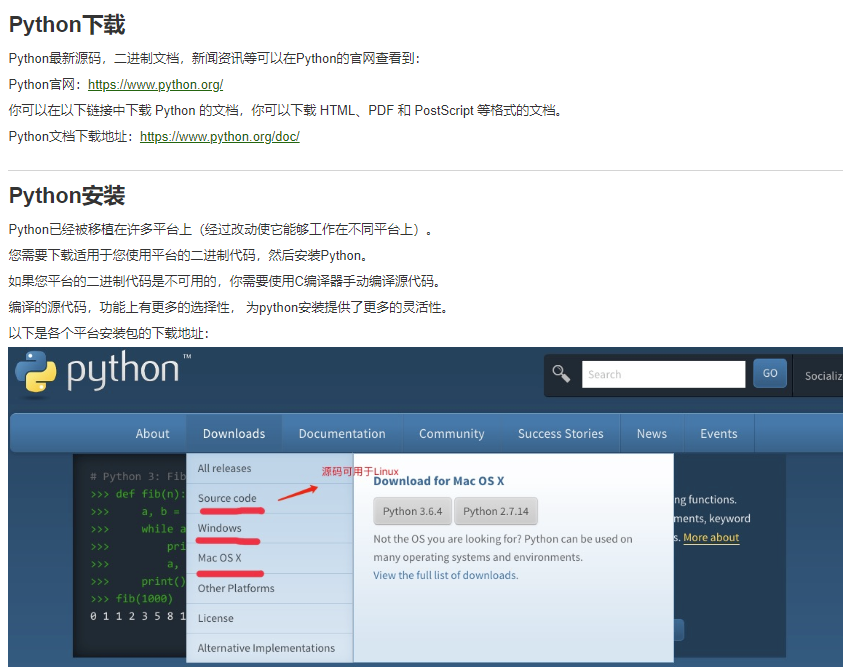 Python下载
Python最新源码，二进制文档，新闻资讯等可以在Python的官网查看到：
Python官网：https://www.python.org/
你可以在以下链接中下载 Python 的文档，你可以下载 HTML、PDF 和 PostScript 等格式的文档。
Python文档下载地址：https://www.python.org/doc/
Python安装
Python已经被移植在许多平台上（经过改动使它能够工作在不同平台上）。
您需要下载适用于您使用平台的二进制代码，然后安装Python。
如果您平台的二进制代码是不可用的，你需要使用C编译器手动编译源代码。
编译的源代码，功能上有更多的选择性， 为python安装提供了更多的灵活性。
以下是各个平台安装包的下载地址：
python™
Search
GO
Socializ
About
Downloads
Documentation
Community
Success Stories
News
Events
# Python 3: Fib
>>> def fib(n):
>>> a, b =
>>> while a
>>> pri
>>> a,
>>> print()
>>> fib(1000)
0 1 1 2 3 5 8 1
All releases
Source code
Windows
Mac OS X
Other Platforms
License
Alternative Implementations
源码可用于Linux
Download for Mac OS X
Python 3.6.4
Python 2.7.14
Not the OS you are looking for? Python can be used on
many operating systems and environments.
View the full list of downloads.
ng functions.
ments, keyword
s. More about